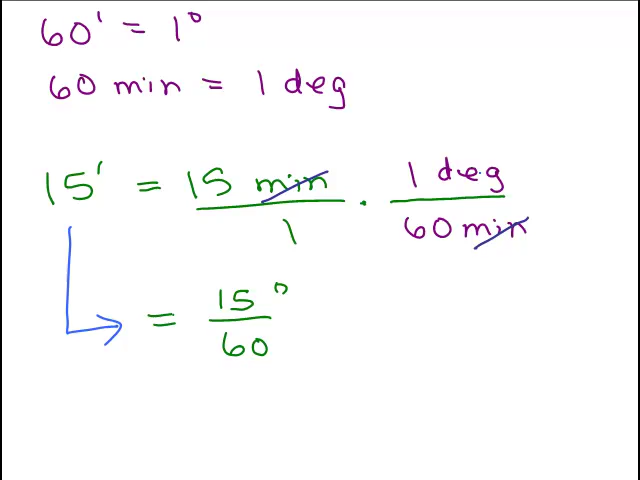 60' = 1°
60 min = 1 deg
15' = 15 min / 1 · 1 deg / 60 min
= 15° / 60